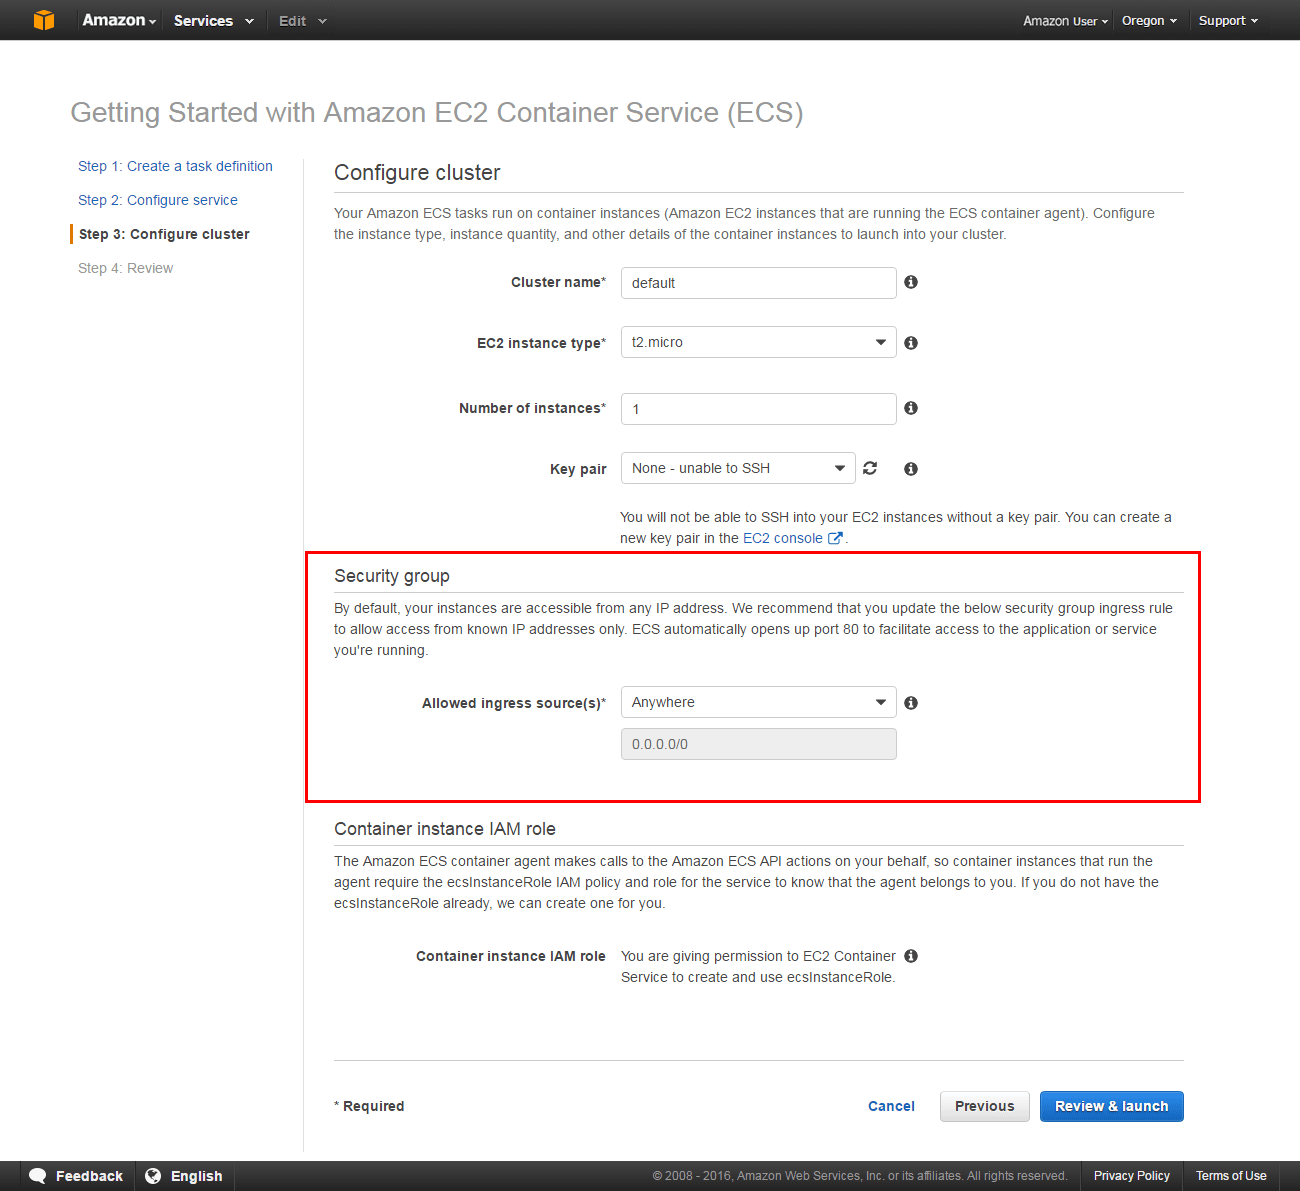 Amazon Services Edit Amazon User Oregon Support
Getting Started with Amazon EC2 Container Service (ECS)
Step 1: Create a task definition
Step 2: Configure service
Step 3: Configure cluster
Step 4: Review
Configure cluster
Your Amazon ECS tasks run on container instances (Amazon EC2 instances that are running the ECS container agent). Configure
the instance type, instance quantity, and other details of the container instances to launch into your cluster.
Cluster name* default
EC2 instance type* t2.micro
Number of instances* 1
Key pair None - unable to SSH
You will not be able to SSH into your EC2 instances without a key pair. You can create a
new key pair in the EC2 console .
Security group
By default, your instances are accessible from any IP address. We recommend that you update the below security group ingress rule
to allow access from known IP addresses only. ECS automatically opens up port 80 to facilitate access to the application or service
you're running.
Allowed ingress source(s)* Anywhere
0.0.0.0/0
Container instance IAM role
The Amazon ECS container agent makes calls to the Amazon ECS API actions on your behalf, so container instances that run the
agent require the ecsInstanceRole IAM policy and role for the service to know that the agent belongs to you. If you do not have the
ecsInstanceRole already, we can create one for you.
Container instance IAM role You are giving permission to EC2 Container
Service to create and use ecsInstanceRole.
* Required Cancel Previous Review & launch
Feedback English © 2008 - 2016, Amazon Web Services, Inc. or its affiliates. All rights reserved. Privacy Policy Terms of Use